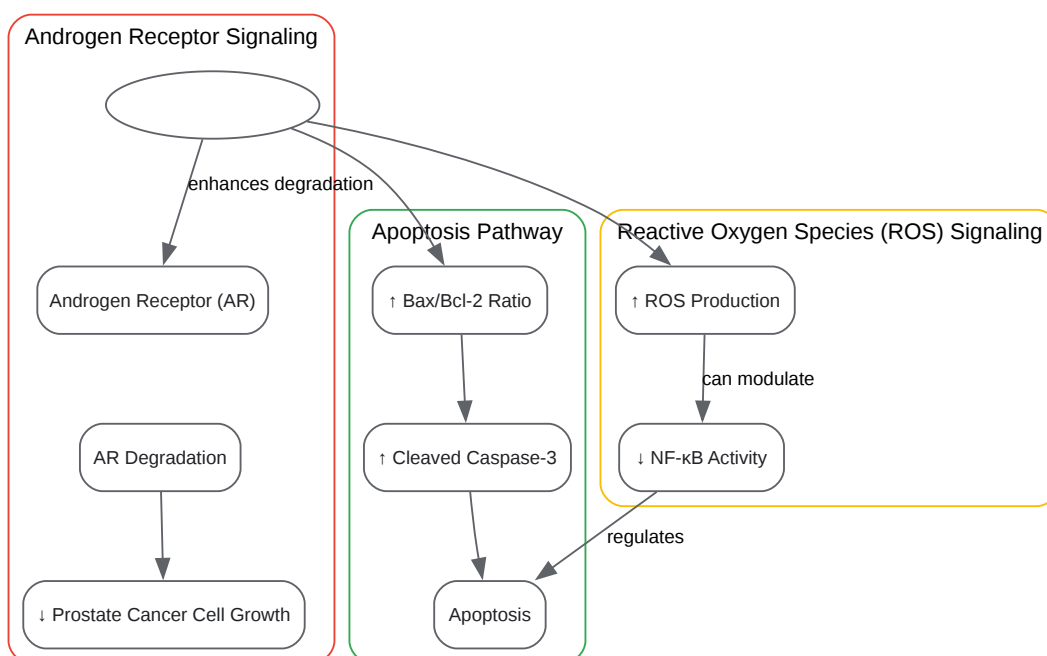 Androgen Receptor Signaling
enhances degradation
Apoptosis Pathway
Reactive Oxygen Species (ROS) Signaling
Androgen Receptor (AR)
↑ Bax/Bcl-2 Ratio
↑ ROS Production
can modulate
AR Degradation
↑ Cleaved Caspase-3
↓ NF-κB Activity
regulates
↓ Prostate Cancer Cell Growth
Apoptosis